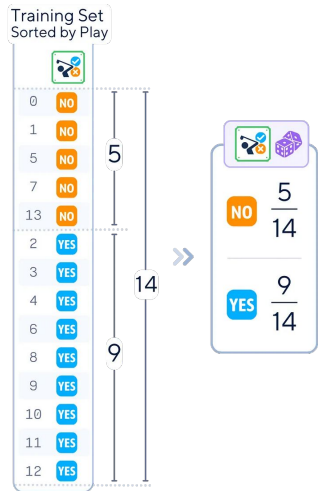 Training Set
Sorted by Play
0 NO
1 NO
5 NO
7 NO
13 NO
2 YES
3 YES
4 YES
6 YES
8 YES
9 YES
10 YES
11 YES
12 YES
5
9
14
NO 5/14
YES 9/14